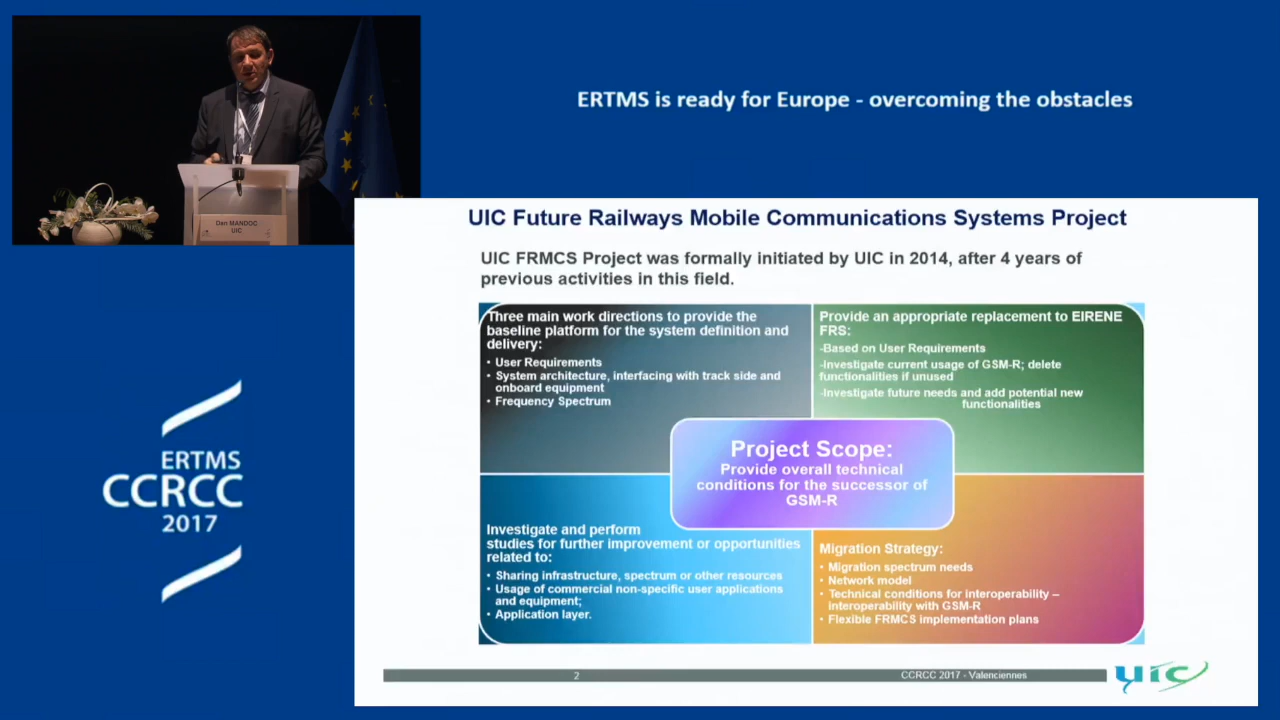 ERTMS is ready for Europe - overcoming the obstacles
Dan MANDOC
UIC
ERTMS
CCRCC
2017
UIC Future Railways Mobile Communications Systems Project
UIC FRMCS Project was formally initiated by UIC in 2014, after 4 years of
previous activities in this field.
Three main work directions to provide the
baseline platform for the system definition and
delivery:
• User Requirements
• System architecture, interfacing with track side and
onboard equipment
• Frequency Spectrum
Provide an appropriate replacement to EIRENE
FRS:
-Based on User Requirements
-Investigate current usage of GSM-R; delete
functionalities if unused
-Investigate future needs and add potential new
functionalities
Project Scope:
Provide overall technical
conditions for the successor of
GSM-R
Investigate and perform
studies for further improvement or opportunities
related to:
• Sharing infrastructure, spectrum or other resources
• Usage of commercial non-specific user applications
and equipment;
• Application layer.
Migration Strategy:
• Migration spectrum needs
• Network model
• Technical conditions for interoperability –
interoperability with GSM-R
• Flexible FRMCS implementation plans
2
CCRCC 2017 - Valenciennes
uic